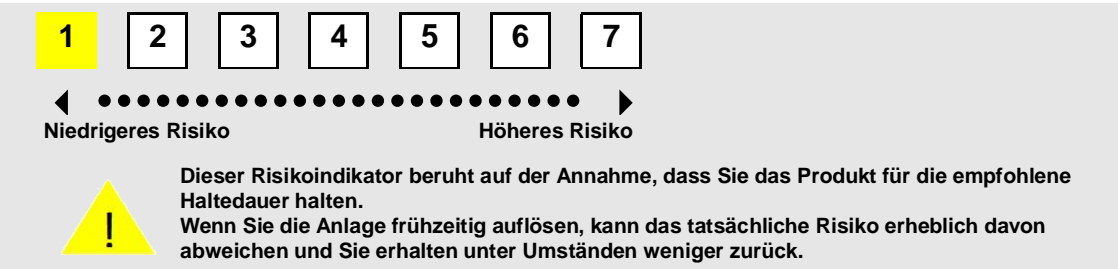 1 2 3 4 5 6 7
Niedrigeres Risiko Höheres Risiko
Dieser Risikoindikator beruht auf der Annahme, dass Sie das Produkt für die empfohlene
Haltedauer halten.
Wenn Sie die Anlage frühzeitig auflösen, kann das tatsächliche Risiko erheblich davon
abweichen und Sie erhalten unter Umständen weniger zurück.
!